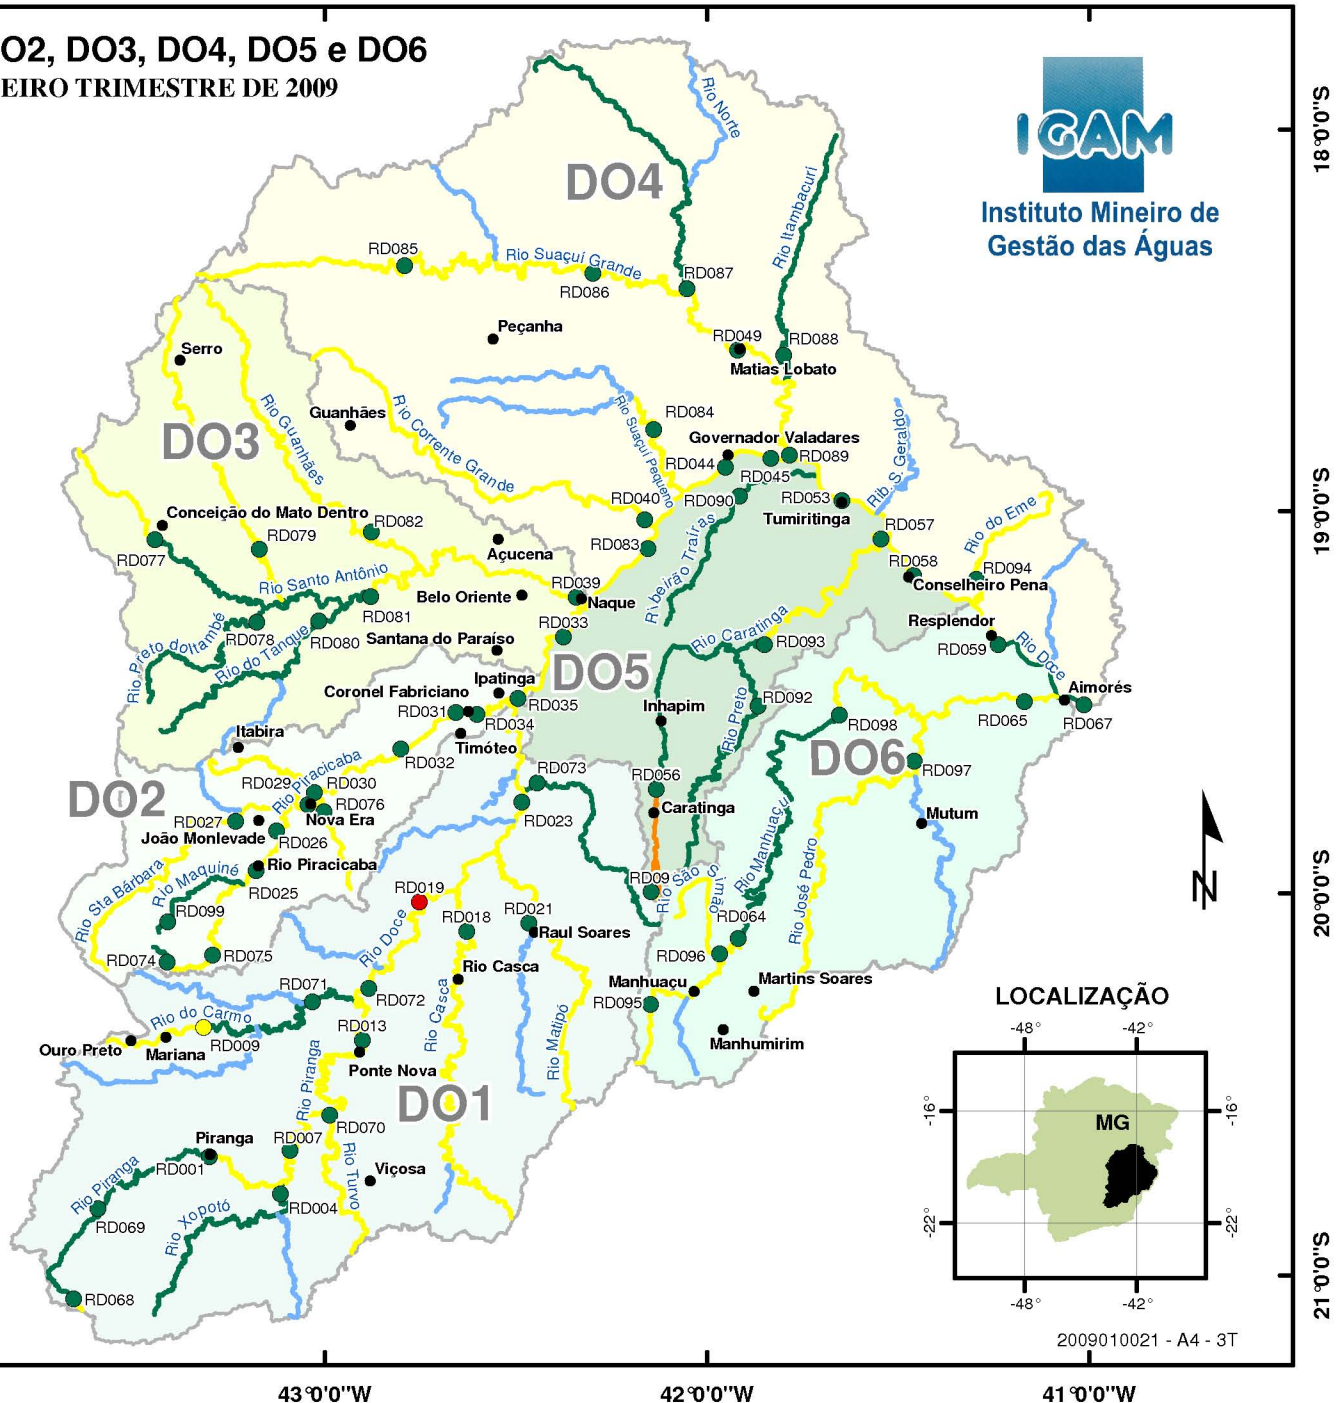 O2, DO3, DO4, DO5 e DO6
EIRO TRIMESTRE DE 2009
IGAM
Instituto Mineiro de
Gestão das Águas
18°0'0"S
19°0'0"S
20°0'0"S
21°0'0"S
Rio Norte
DO4
Rio Itambacuri
RD085
Rio Suaçuí Grande
RD086
RD087
Peçanha
RD049
RD088
Matias Lobato
Serro
Guanhães
Rio Guanhães
Rio Corrente Grande
Rio Suaçuí Pequeno
RD084
DO3
Governador Valadares
RD044
RD089
RD045
Rib. S. Geraldo
RD040
RD090
RD053
Tumiritinga
Conceição do Mato Dentro
RD082
RD079
RD077
Açucena
RD083
Ribeirão Traíras
RD057
Rio do Eme
RD058
RD094
Conselheiro Pena
Rio Santo Antônio
RD039
Belo Oriente
Naque
RD081
RD033
Rio Preto do Itambé
RD078
Rio do Tanque
RD080
Santana do Paraíso
Rio Caratinga
RD093
Resplendor
RD059
Rio Doce
DO5
Ipatinga
Coronel Fabriciano
RD035
RD031
RD034
Timóteo
Inhapim
Rio Preto
RD092
Aimorés
RD065
RD067
RD098
DO6
Itabira
RD032
RD029
RD030
Rio Piracicaba
RD073
RD056
RD097
DO2
RD076
Nova Era
RD027
João Monlevade
RD026
RD023
Caratinga
Mutum
Rio Piracicaba
Rio Sta Bárbara
Rio Maquiné
RD025
RD019
RD09
Rio São Simão
Rio Manhuaçu
Rio José Pedro
N
RD099
RD018
RD021
Raul Soares
RD064
Rio Doce
RD074
RD075
Rio Casca
RD096
RD071
RD072
Manhuaçu
Martins Soares
RD095
Rio do Carmo
RD013
Rio Casca
Rio Matipó
Ouro Preto
Mariana
RD009
Manhumirim
Ponte Nova
Rio Piranga
DO1
RD070
Piranga
RD007
RD001
Rio Turvo
Viçosa
Rio Piranga
RD069
Rio Xopotó
RD004
RD068
LOCALIZAÇÃO
-48°
-42°
-16°
-16°
MG
-22°
-22°
-48°
-42°
2009010021 - A4 - 3T
43°0'0"W
42°0'0"W
41°0'0"W